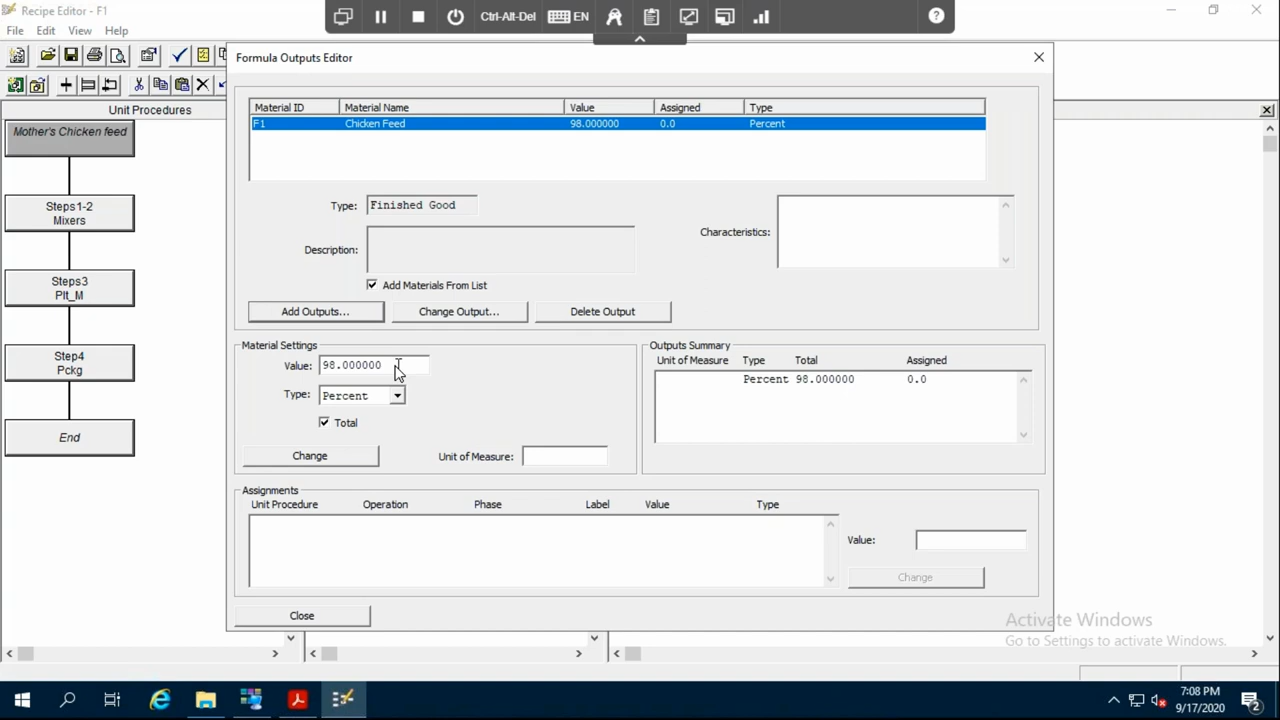 Recipe Editor - F1
Ctrl-Alt-Del
EN
File Edit View Help
Formula Outputs Editor
Unit Procedures
Mother's Chicken feed
Steps1-2
Mixers
Steps3
Plt_M
Step4
Pckg
End
Material ID Material Name Value Assigned Type
F1 Chicken Feed 98.000000 0.0 Percent
Type: Finished Good
Characteristics:
Description:
Add Materials From List
Add Outputs... Change Output... Delete Output
Material Settings
Value: 98.000000
Type: Percent
Total
Change Unit of Measure:
Outputs Summary
Unit of Measure Type Total Assigned
Percent 98.000000 0.0
Assignments
Unit Procedure Operation Phase Label Value Type
Value:
Change
Close
Activate Windows
Go to Settings to activate Windows.
7:08 PM
9/17/2020
2